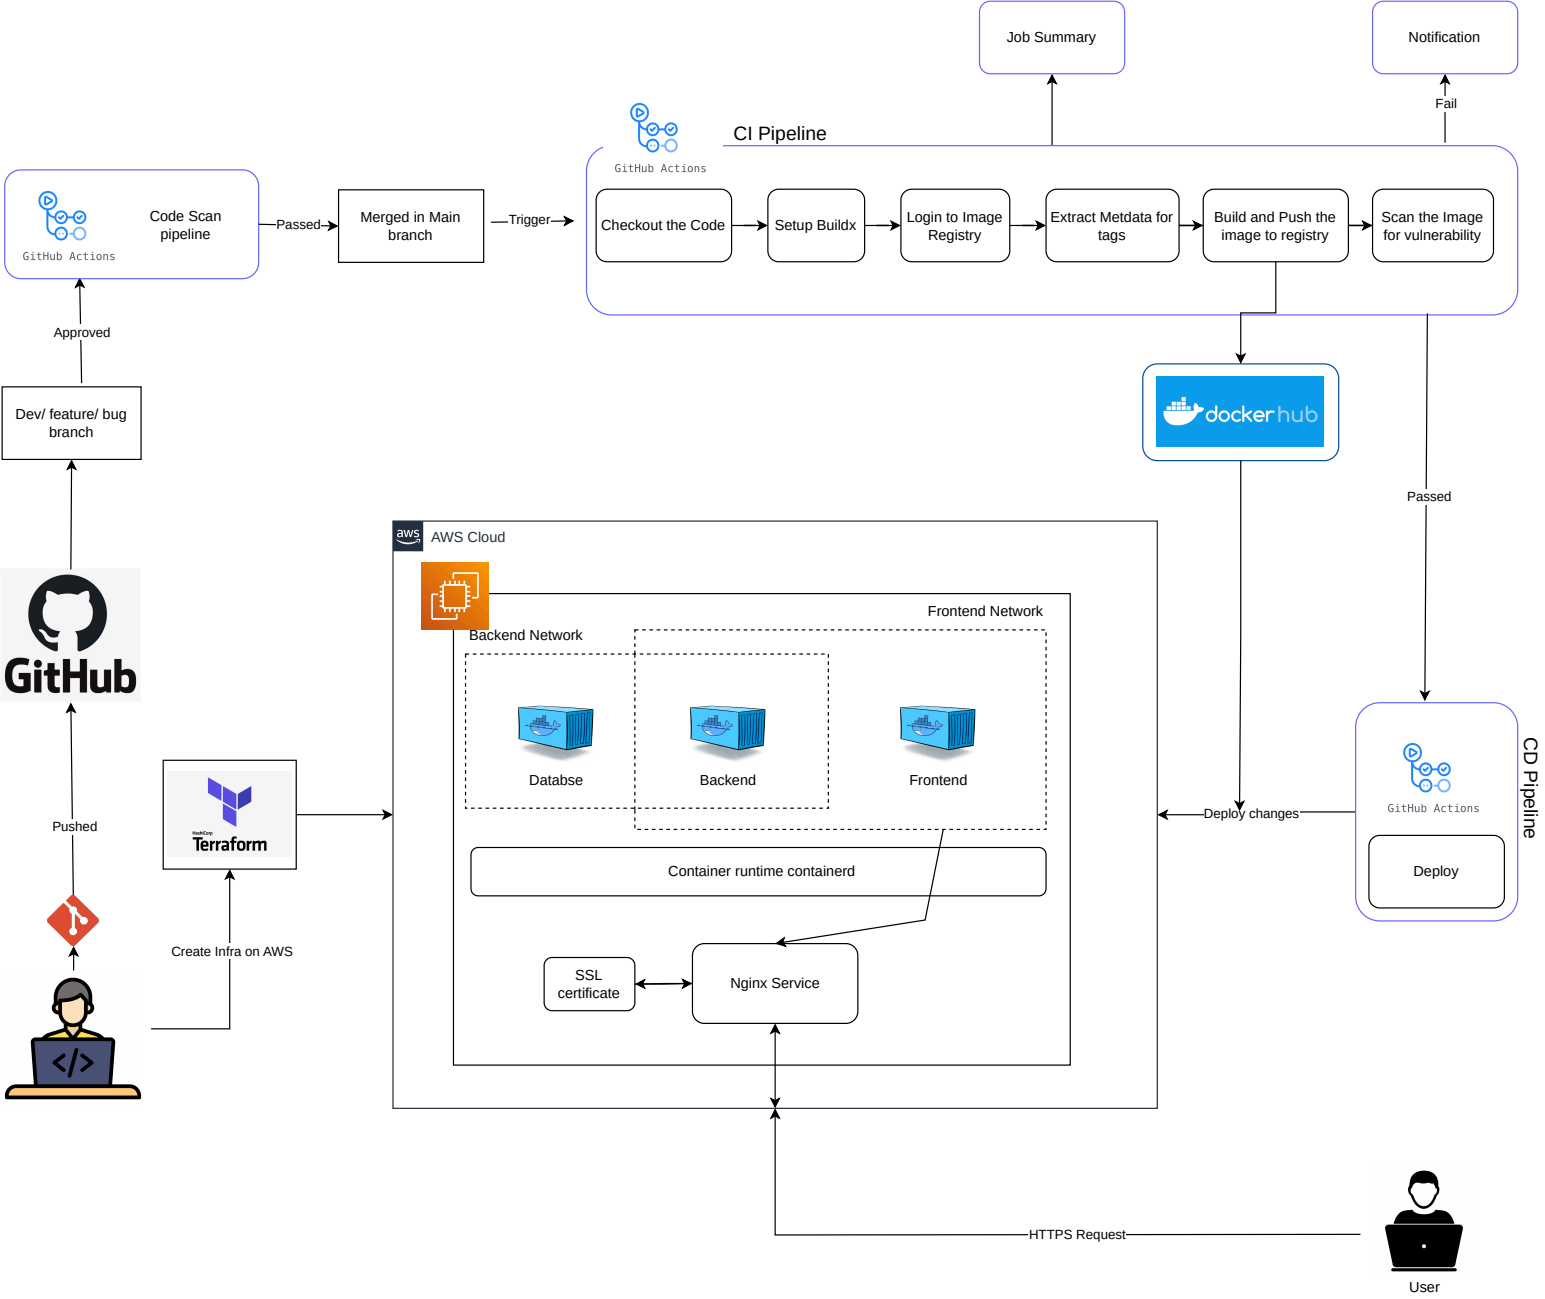 Job Summary
Notification
Fail
CI Pipeline
GitHub Actions
Checkout the Code
Setup Buildx
Login to Image
Registry
Extract Metdata for
tags
Build and Push the
image to registry
Scan the Image
for vulnerability
GitHub Actions
Code Scan
pipeline
Passed
Merged in Main
branch
Trigger
Approved
Dev/ feature/ bug
branch
dockerhub
Passed
GitHub
Pushed
HashiCorp
Terraform
Create Infra on AWS
aws
AWS Cloud
Frontend Network
Backend Network
Databse
Backend
Frontend
Container runtime containerd
SSL
certificate
Nginx Service
Deploy changes
GitHub Actions
Deploy
CD Pipeline
HTTPS Request
User